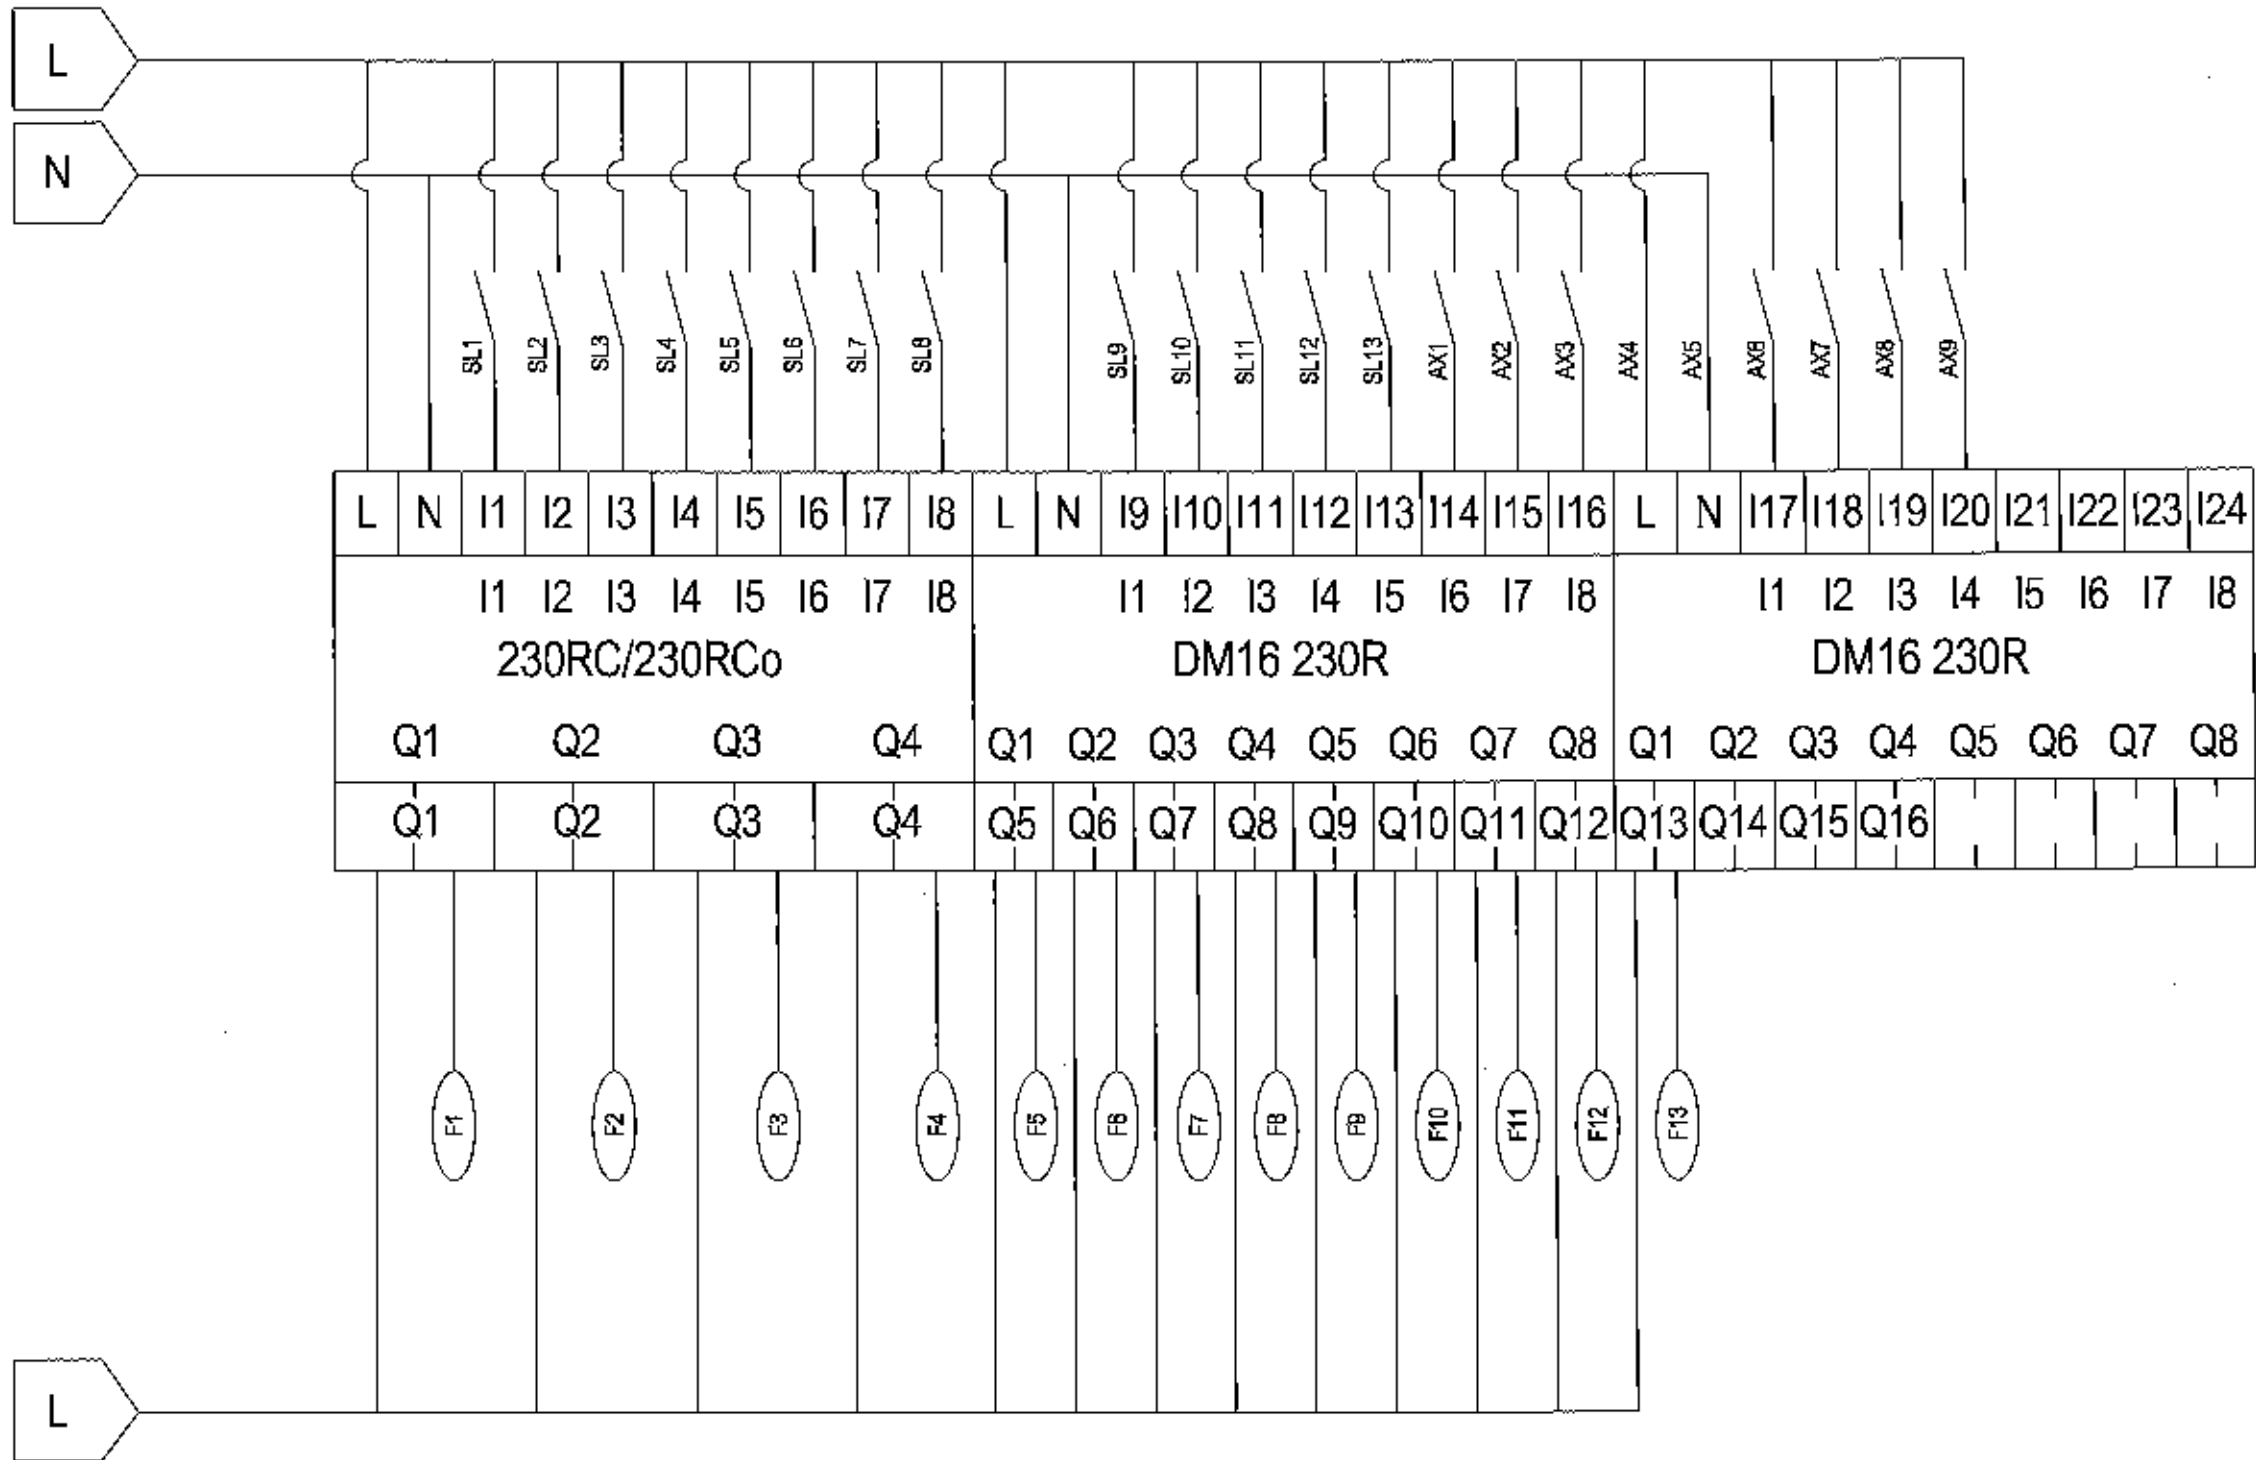 L
N
SL1 SL2 SL3 SL4 SL5 SL6 SL7 SL8 SL9 SL10 SL11 SL12 SL13 AX1 AX2 AX3 AX4 AX5 AX6 AX7 AX8 AX9
L N I1 I2 I3 I4 I5 I6 I7 I8 L N I9 I10 I11 I12 I13 I14 I15 I16 L N I17 I18 I19 I20 I21 I22 I23 I24
I1 I2 I3 I4 I5 I6 I7 I8 I1 I2 I3 I4 I5 I6 I7 I8 I1 I2 I3 I4 I5 I6 I7 I8
230RC/230RCo DM16 230R DM16 230R
Q1 Q2 Q3 Q4 Q1 Q2 Q3 Q4 Q5 Q6 Q7 Q8 Q1 Q2 Q3 Q4 Q5 Q6 Q7 Q8
Q1 Q2 Q3 Q4 Q5 Q6 Q7 Q8 Q9 Q10 Q11 Q12 Q13 Q14 Q15 Q16
F1 F2 F3 F4 F5 F6 F7 F8 F9 F10 F11 F12 F13
L